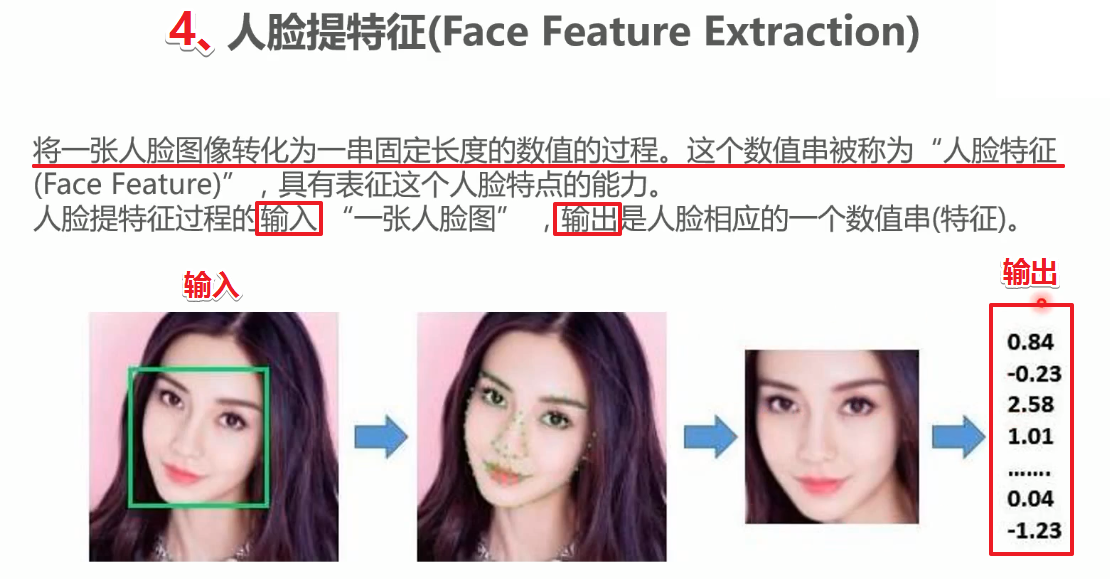 4、人脸提特征(Face Feature Extraction)
将一张人脸图像转化为一串固定长度的数值的过程。这个数值串被称为“人脸特征
(Face Feature)”，具有表征这个人脸特点的能力。
人脸提特征过程的输入 “一张人脸图”，输出是人脸相应的一个数值串(特征)。
输入
输出
0.84
-0.23
2.58
1.01
.......
0.04
-1.23